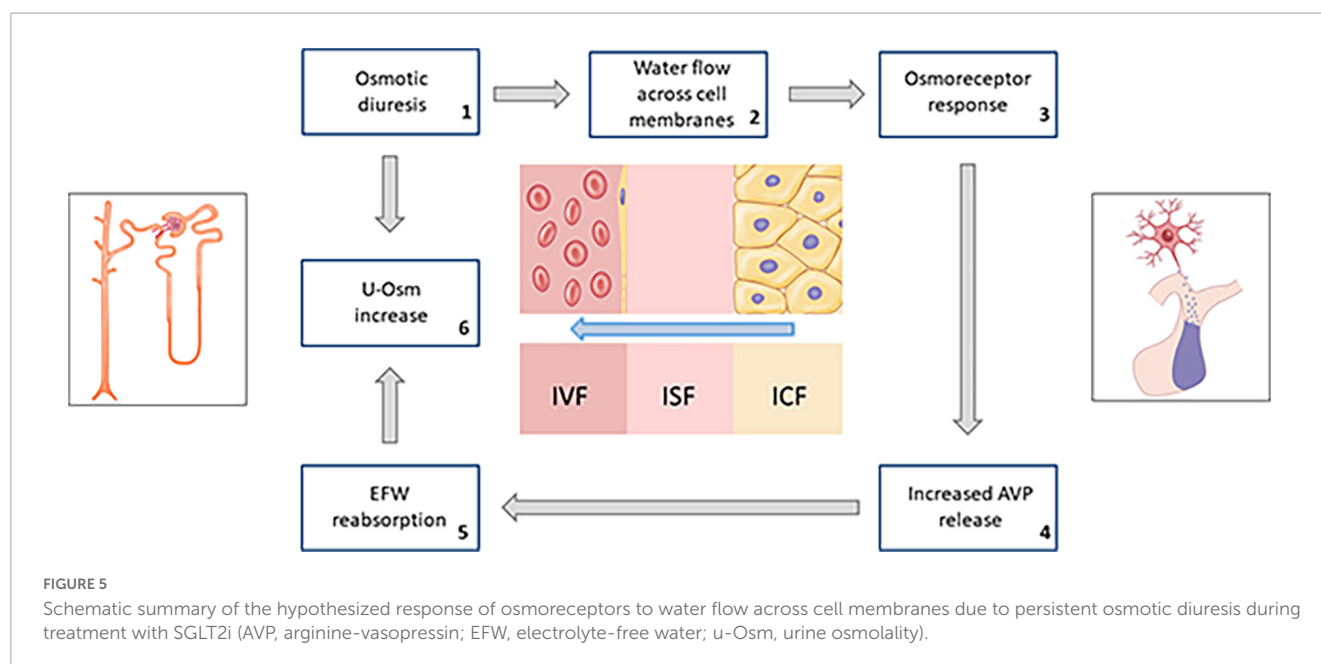 Osmotic
diuresis
1
Water flow
across cell
membranes
2
Osmoreceptor
response
3
U-Osm
increase
6
IVF
ISF
ICF
EFW
reabsorption
5
Increased AVP
release
4
FIGURE 5
Schematic summary of the hypothesized response of osmoreceptors to water flow across cell membranes due to persistent osmotic diuresis during
treatment with SGLT2i (AVP, arginine-vasopressin; EFW, electrolyte-free water; u-Osm, urine osmolality).